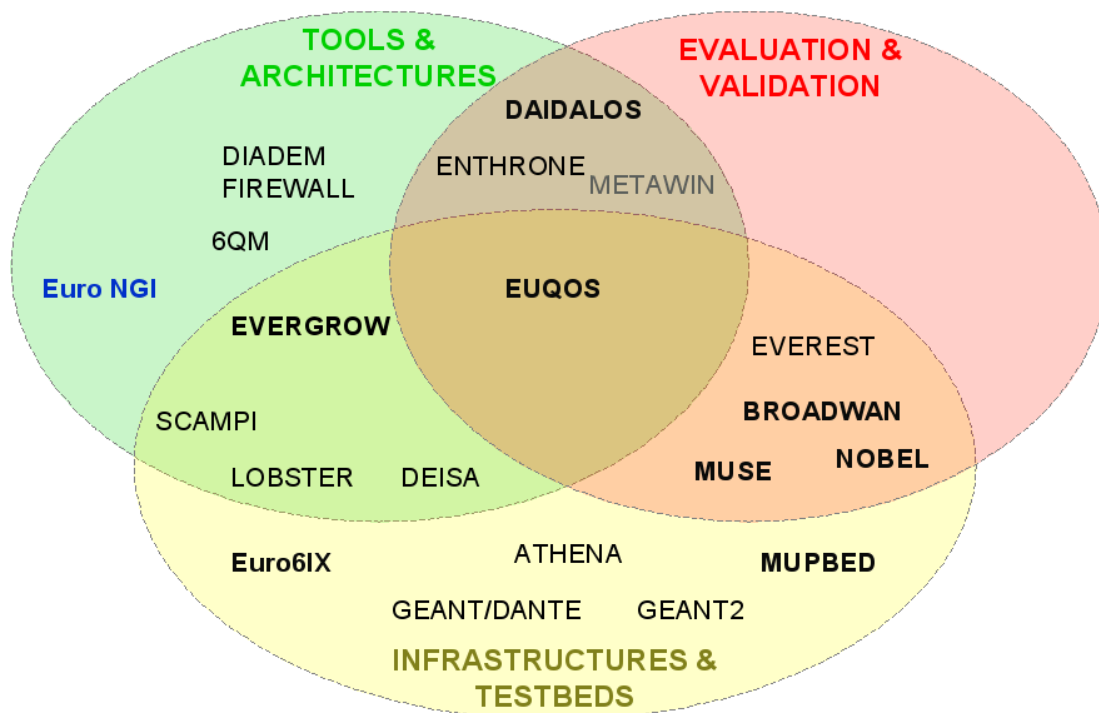 TOOLS &
ARCHITECTURES
EVALUATION &
VALIDATION
DAIDALOS
DIADEM
FIREWALL
ENTHRONE
METAWIN
6QM
Euro NGI
EUQOS
EVERGROW
EVEREST
SCAMPI
BROADWAN
LOBSTER
DEISA
MUSE
NOBEL
Euro6IX
ATHENA
MUPBED
GEANT/DANTE
GEANT2
INFRASTRUCTURES &
TESTBEDS